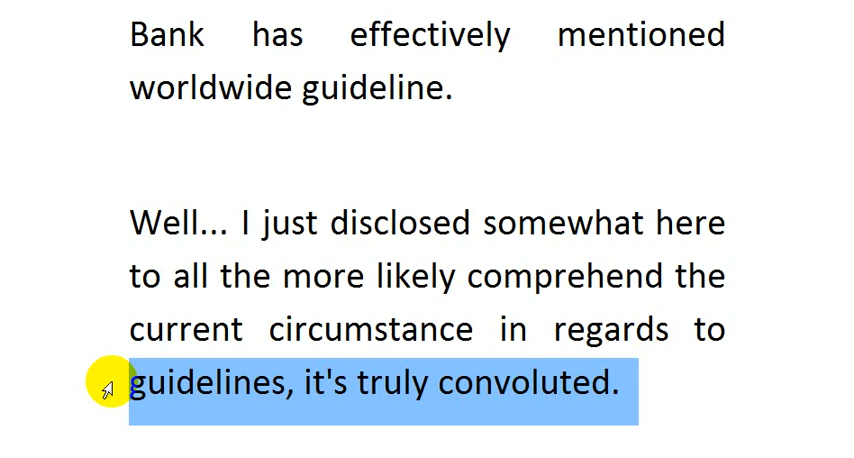 Bank has effectively mentioned
worldwide guideline.
Well... I just disclosed somewhat here
to all the more likely comprehend the
current circumstance in regards to
guidelines, it's truly convoluted.